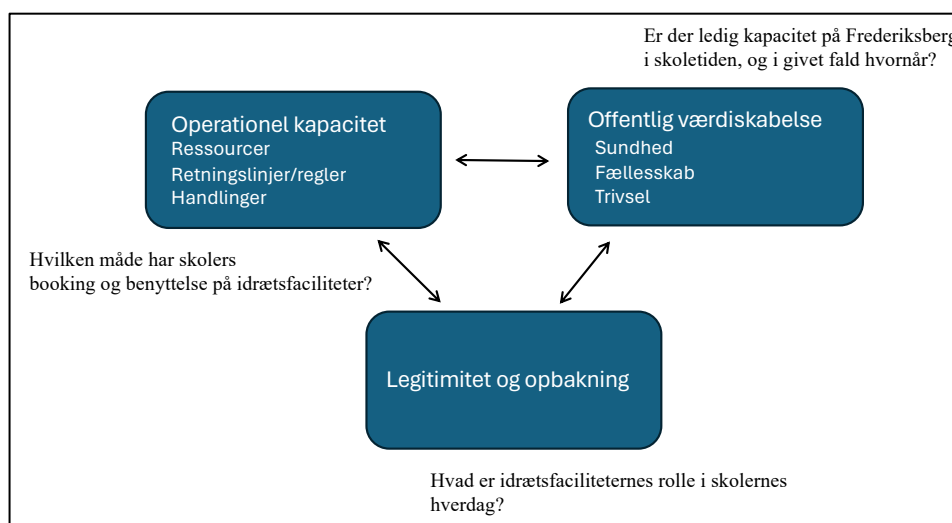 Er der ledig kapacitet på Frederiksberg
i skoletiden, og i givet fald hvornår?
Operationel kapacitet
Ressourcer
Retningslinjer/regler
Handlinger
Offentlig værdiskabelse
Sundhed
Fællesskab
Trivsel
Hvilken måde har skolers
booking og benyttelse på idrætsfaciliteter?
Legitimitet og opbakning
Hvad er idrætsfaciliteternes rolle i skolernes
hverdag?